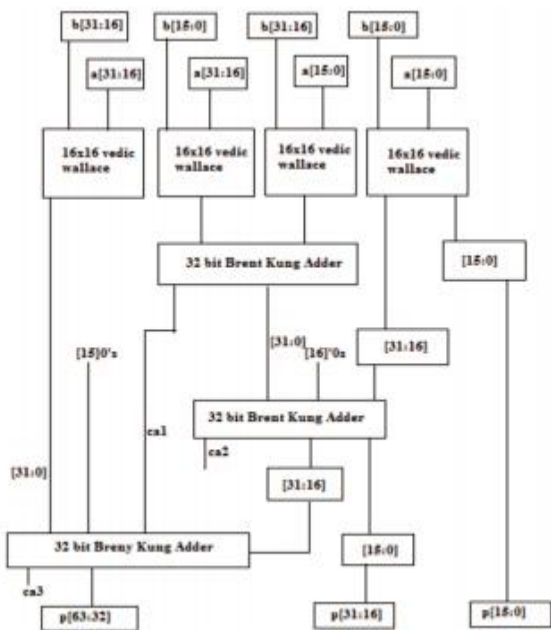 b[31:16]
b[15:0]
b[31:16]
b[15:0]
a[31:16]
a[31:16]
a[15:0]
a[15:0]
16x16 vedic
wallace
16x16 vedic
wallace
16x16 vedic
wallace
16x16 vedic
wallace
32 bit Brent Kung Adder
[15:0]
[15]0's
[31:0]
[16]'0s
[31:16]
32 bit Brent Kung Adder
ca1
ca2
[31:0]
[31:16]
32 bit Breny Kung Adder
[15:0]
ca3
p[63:32]
p[31:16]
p[15:0]